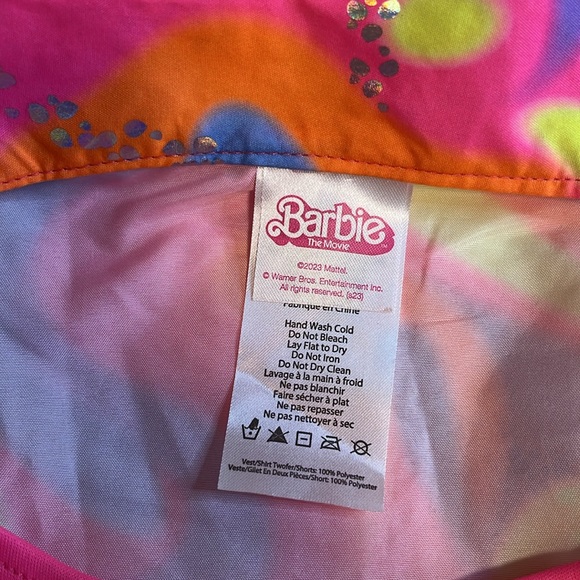 Barbie
The Movie
™
©2023 Mattel.
© Warner Bros. Entertainment Inc.
All rights reserved. (s23)
Fabriqué en Chine
Hand Wash Cold
Do Not Bleach
Lay Flat to Dry
Do Not Iron
Do Not Dry Clean
Lavage à la main à froid
Ne pas blanchir
Faire sécher à plat
Ne pas repasser
Ne pas nettoyer à sec
Vest/Shirt Twofer/Shorts: 100% Polyester
Veste/Gilet En Deux Pièces/Short: 100% Polyester